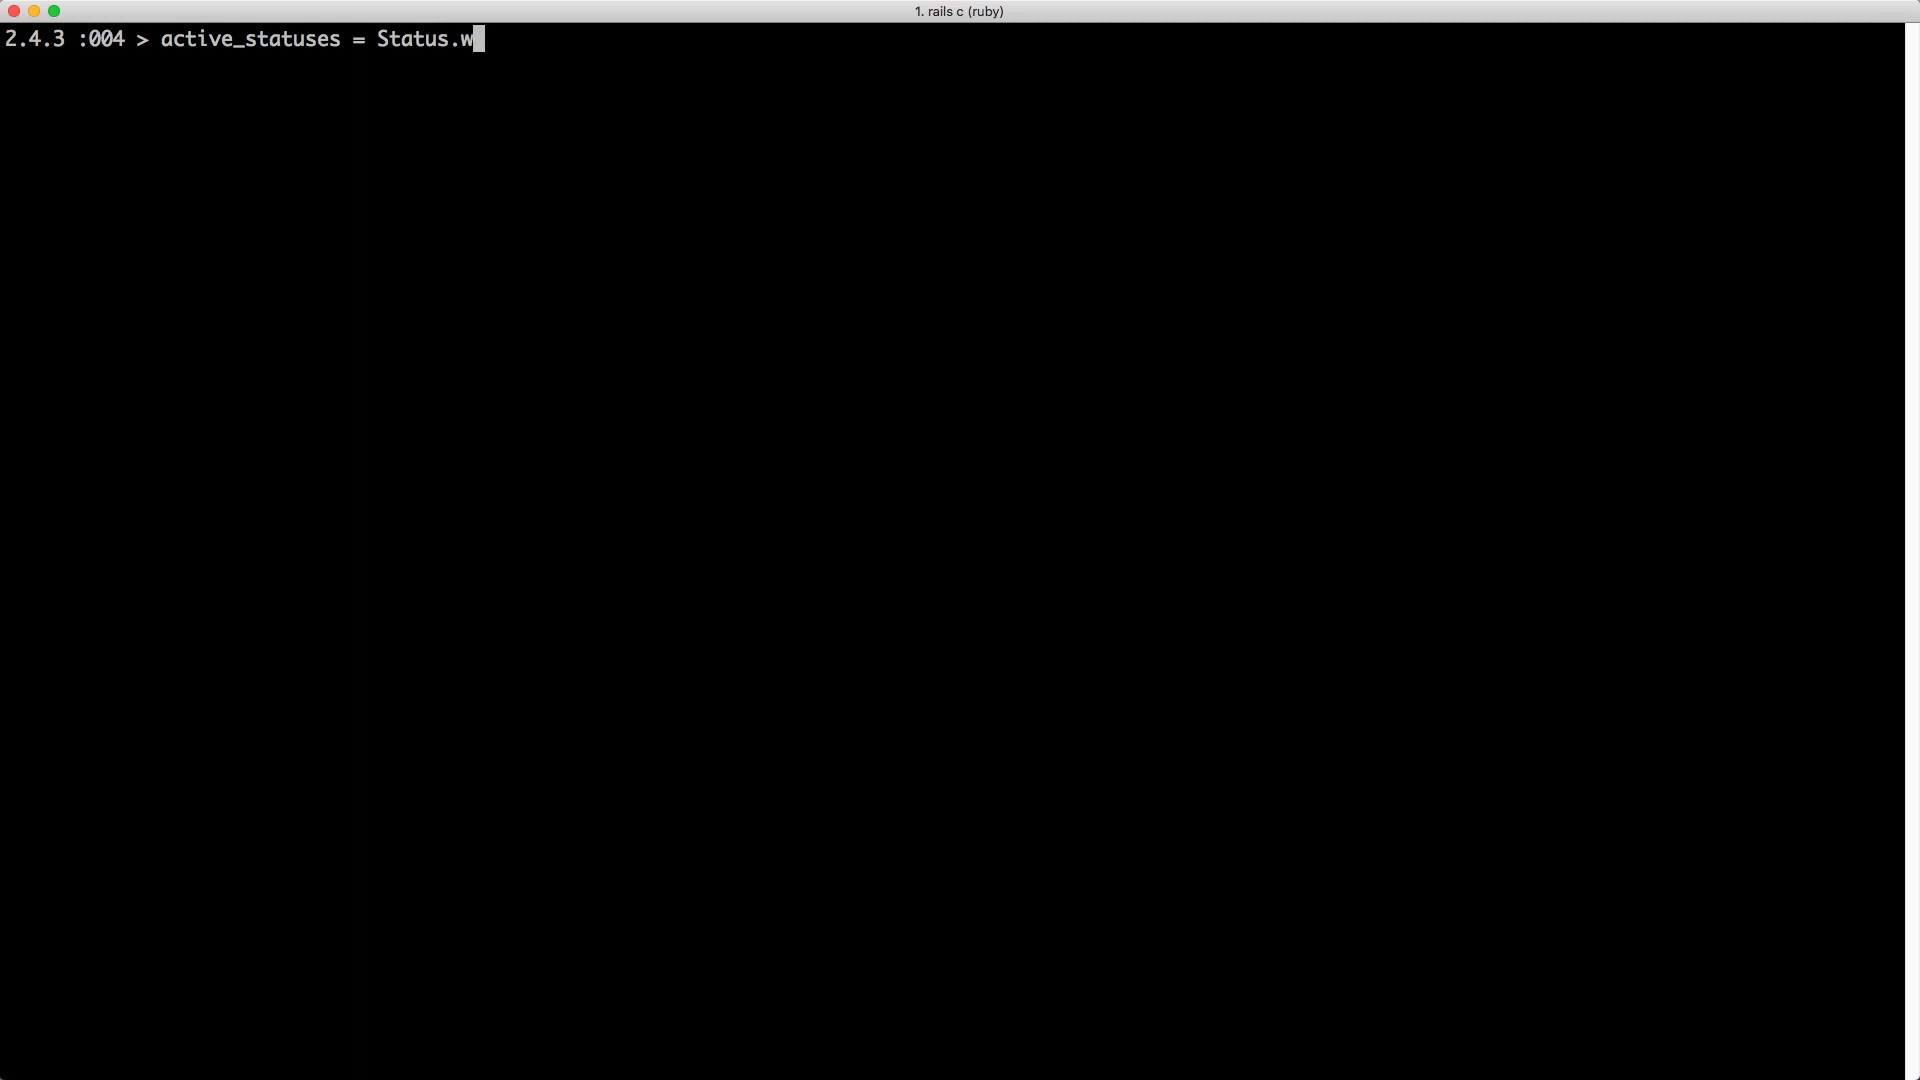 1. rails c (ruby)
2.4.3 :004 > active_statuses = Status.w